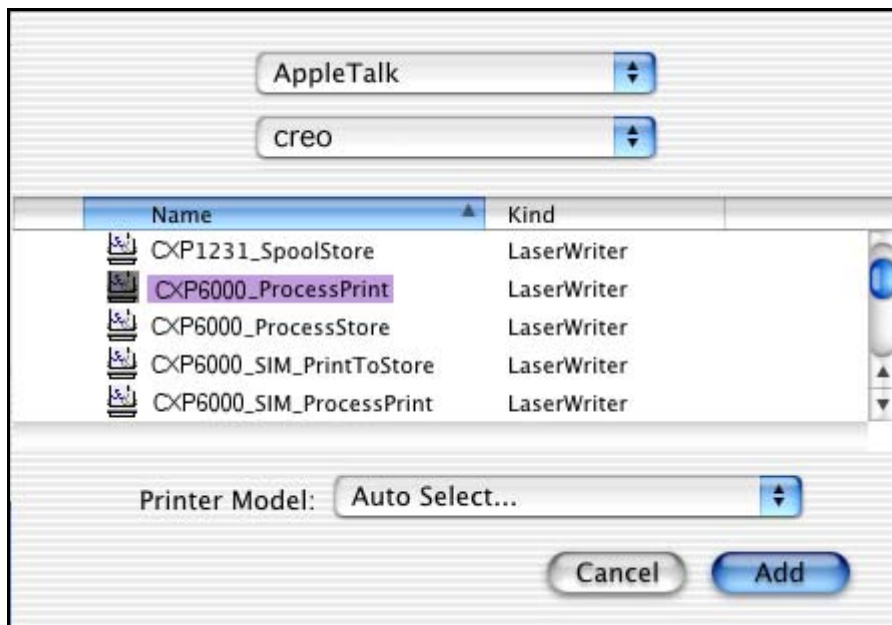 AppleTalk
creo
Name Kind
CXP1231_SpoolStore LaserWriter
CXP6000_ProcessPrint LaserWriter
CXP6000_ProcessStore LaserWriter
CXP6000_SIM_PrintToStore LaserWriter
CXP6000_SIM_ProcessPrint LaserWriter
Printer Model: Auto Select...
Cancel Add